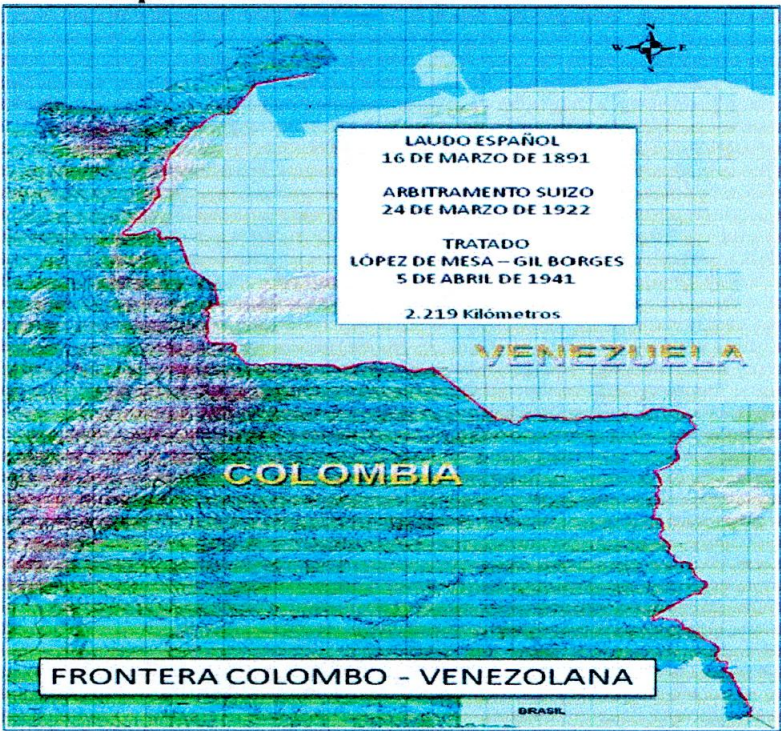 N
W E
S
LAUDO ESPAÑOL
16 DE MARZO DE 1891
ARBITRAMENTO SUIZO
24 DE MARZO DE 1922
TRATADO
LÓPEZ DE MESA – GIL BORGES
5 DE ABRIL DE 1941
2.219 Kilómetros
VENEZUELA
COLOMBIA
FRONTERA COLOMBO - VENEZOLANA
BRASIL